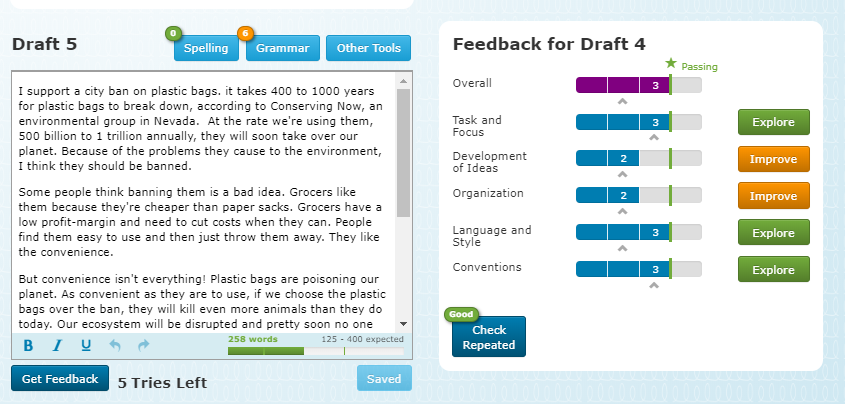 Draft 5
0
Spelling
6
Grammar
Other Tools
I support a city ban on plastic bags. it takes 400 to 1000 years
for plastic bags to break down, according to Conserving Now, an
environmental group in Nevada.  At the rate we're using them,
500 billion to 1 trillion annually, they will soon take over our
planet. Because of the problems they cause to the environment,
I think they should be banned.
Some people think banning them is a bad idea. Grocers like
them because they're cheaper than paper sacks. Grocers have a
low profit-margin and need to cut costs when they can. People
find them easy to use and then just throw them away. They like
the convenience.
But convenience isn't everything! Plastic bags are poisoning our
planet. As convenient as they are to use, if we choose the plastic
bags over the ban, they will kill even more animals than they do
today. Our ecosystem will be disrupted and pretty soon no one
B I U
258 words
125 - 400 expected
Get Feedback
5 Tries Left
Saved
Feedback for Draft 4
Passing
Overall
3
Task and
Focus
3
Explore
Development
of Ideas
2
Improve
Organization
2
Improve
Language and
Style
3
Explore
Conventions
3
Explore
Good
Check
Repeated